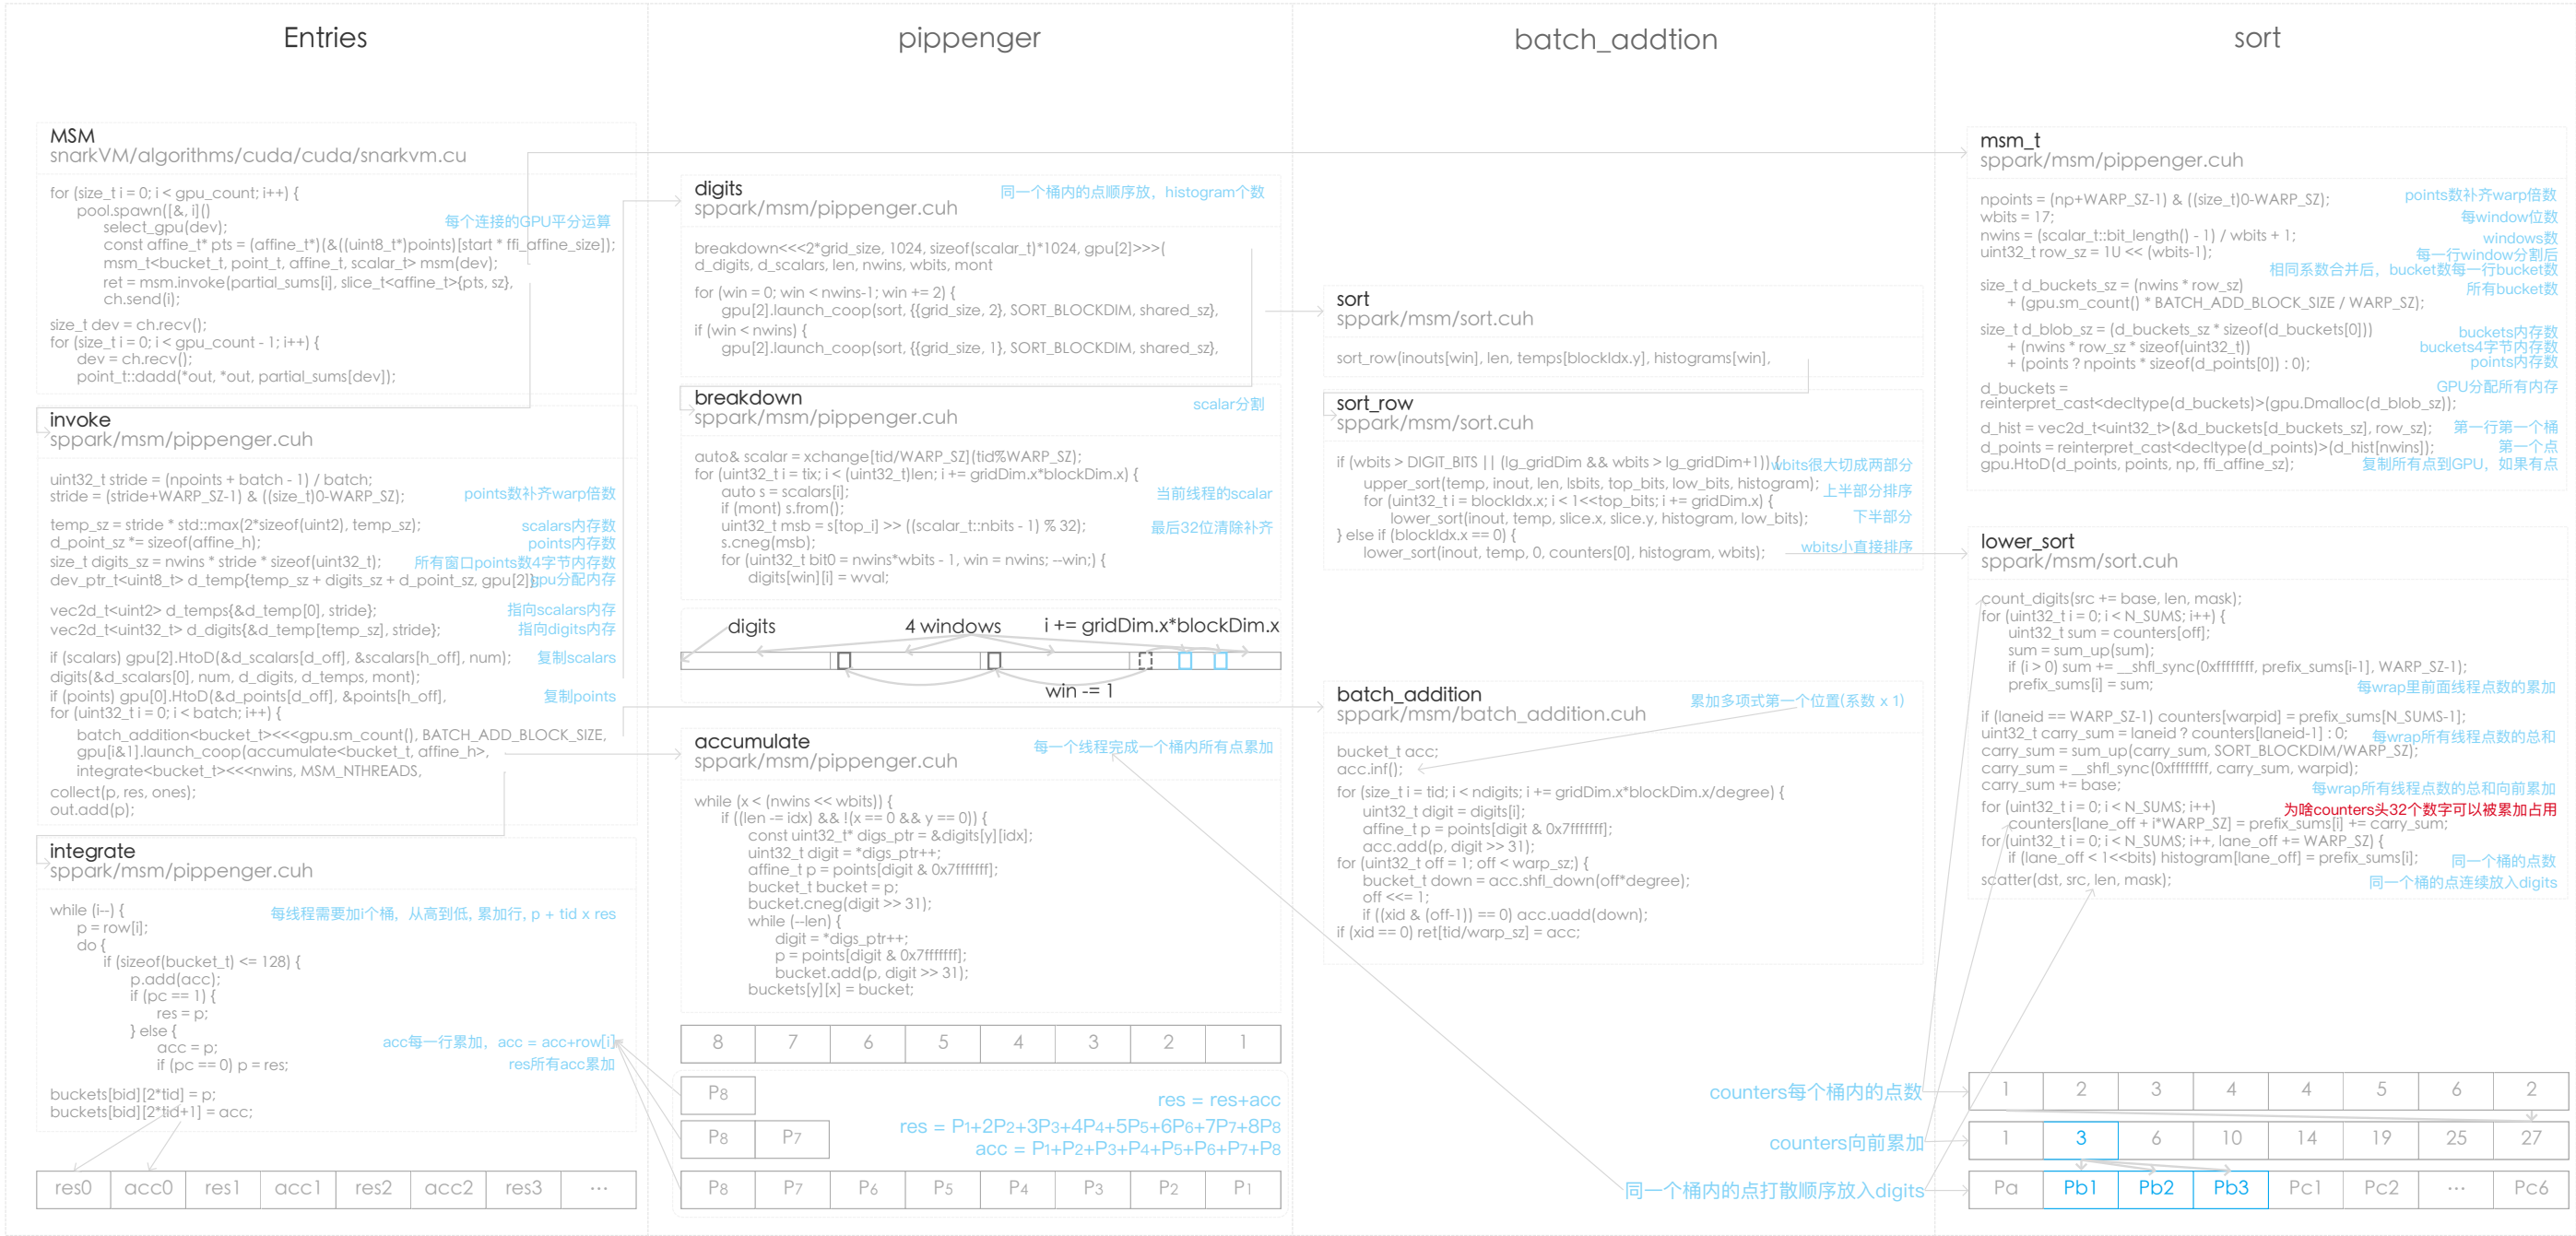 Entries
MSM
snarkVM/algorithms/cuda/cuda/snarkvm.cu
for (size_t i = 0; i < gpu_count; i++) {
pool.spawn([&, i]()
每个连接的GPU平分运算
select_gpu(dev);
const affine_t* pts = (affine_t*)(&((uint8_t*)points)[start * ffi_affine_size]);
msm_t<bucket_t, point_t, affine_t, scalar_t> msm(dev);
ret = msm.invoke(partial_sums[i], slice_t<affine_t>{pts, sz},
ch.send(i);
size_t dev = ch.recv();
for (size_t i = 0; i < gpu_count - 1; i++) {
dev = ch.recv();
point_t::dadd(*out, *out, partial_sums[dev]);
invoke
sppark/msm/pippenger.cuh
uint32_t stride = (npoints + batch - 1) / batch;
stride = (stride+WARP_SZ-1) & ((size_t)0-WARP_SZ); points数补齐warp倍数
temp_sz = stride * std::max(2*sizeof(uint2), temp_sz); scalars内存数
d_point_sz *= sizeof(affine_h); points内存数
size_t digits_sz = nwins * stride * sizeof(uint32_t); 所有窗口points数4字节内存数
dev_ptr_t<uint8_t> d_temp{temp_sz + digits_sz + d_point_sz, gpu[2]}; gpu分配内存
vec2d_t<uint2> d_temps{&d_temp[0], stride}; 指向scalars内存
vec2d_t<uint32_t> d_digits{&d_temp[temp_sz], stride}; 指向digits内存
if (scalars) gpu[2].HtoD(&d_scalars[d_off], &scalars[h_off], num); 复制scalars
digits(&d_scalars[0], num, d_digits, d_temps, mont);
if (points) gpu[0].HtoD(&d_points[d_off], &points[h_off], 复制points
for (uint32_t i = 0; i < batch; i++) {
batch_addition<bucket_t><<<gpu.sm_count(), BATCH_ADD_BLOCK_SIZE,
gpu[i&1].launch_coop(accumulate<bucket_t, affine_h>,
integrate<bucket_t><<<nwins, MSM_NTHREADS,
collect(p, res, ones);
out.add(p);
integrate
sppark/msm/pippenger.cuh
while (i--) { 每线程需要加i个桶，从高到低, 累加行, p + tid x res
p = row[i];
do {
if (sizeof(bucket_t) <= 128) {
p.add(acc);
if (pc == 1) {
res = p;
} else {
acc = p; acc每一行累加，acc = acc+row[i]
if (pc == 0) p = res; res所有acc累加
buckets[bid][2*tid] = p;
buckets[bid][2*tid+1] = acc;
res0 acc0 res1 acc1 res2 acc2 res3 ...
pippenger
digits 同一个桶内的点顺序放，histogram个数
sppark/msm/pippenger.cuh
breakdown<<<2*grid_size, 1024, sizeof(scalar_t)*1024, gpu[2]>>>(
d_digits, d_scalars, len, nwins, wbits, mont
for (win = 0; win < nwins-1; win += 2) {
gpu[2].launch_coop(sort, {{grid_size, 2}, SORT_BLOCKDIM, shared_sz},
if (win < nwins) {
gpu[2].launch_coop(sort, {{grid_size, 1}, SORT_BLOCKDIM, shared_sz},
breakdown scalar分割
sppark/msm/pippenger.cuh
auto& scalar = xchange[tid/WARP_SZ](tid%WARP_SZ);
for (uint32_t i = tix; i < (uint32_t)len; i += gridDim.x*blockDim.x) {
auto s = scalars[i]; 当前线程的scalar
if (mont) s.from();
uint32_t msb = s[top_i] >> ((scalar_t::nbits - 1) % 32); 最后32位清除补齐
s.cneg(msb);
for (uint32_t bit0 = nwins*wbits - 1, win = nwins; --win;) {
digits[win][i] = wval;
digits 4 windows i += gridDim.x*blockDim.x
win -= 1
accumulate 每一个线程完成一个桶内所有点累加
sppark/msm/pippenger.cuh
while (x < (nwins << wbits)) {
if ((len -= idx) && !(x == 0 && y == 0)) {
const uint32_t* digs_ptr = &digits[y][idx];
uint32_t digit = *digs_ptr++;
affine_t p = points[digit & 0x7fffffff];
bucket_t bucket = p;
bucket.cneg(digit >> 31);
while (--len) {
digit = *digs_ptr++;
p = points[digit & 0x7fffffff];
bucket.add(p, digit >> 31);
buckets[y][x] = bucket;
8 7 6 5 4 3 2 1
P8
res = res+acc
res = P1+2P2+3P3+4P4+5P5+6P6+7P7+8P8
P8 P7
acc = P1+P2+P3+P4+P5+P6+P7+P8
P8 P7 P6 P5 P4 P3 P2 P1
batch_addtion
sort
sppark/msm/sort.cuh
sort_row(inouts[win], len, temps[blockIdx.y], histograms[win],
sort_row
sppark/msm/sort.cuh
if (wbits > DIGIT_BITS || (lg_gridDim && wbits > lg_gridDim+1)) { wbits很大切成两部分
upper_sort(temp, inout, len, lsbits, top_bits, low_bits, histogram); 上半部分排序
for (uint32_t i = blockIdx.x; i < 1<<top_bits; i += gridDim.x) {
lower_sort(inout, temp, slice.x, slice.y, histogram, low_bits); 下半部分
} else if (blockIdx.x == 0) {
lower_sort(inout, temp, 0, counters[0], histogram, wbits); wbits小直接排序
batch_addition 累加多项式第一个位置(系数 x 1)
sppark/msm/batch_addition.cuh
bucket_t acc;
acc.inf();
for (size_t i = tid; i < ndigits; i += gridDim.x*blockDim.x/degree) {
uint32_t digit = digits[i];
affine_t p = points[digit & 0x7fffffff];
acc.add(p, digit >> 31);
for (uint32_t off = 1; off < warp_sz;) {
bucket_t down = acc.shfl_down(off*degree);
off <<= 1;
if ((xid & (off-1)) == 0) acc.uadd(down);
if (xid == 0) ret[tid/warp_sz] = acc;
sort
msm_t
sppark/msm/pippenger.cuh
npoints = (np+WARP_SZ-1) & ((size_t)0-WARP_SZ); points数补齐warp倍数
wbits = 17; 每window位数
nwins = (scalar_t::bit_length() - 1) / wbits + 1; windows数
uint32_t row_sz = 1U << (wbits-1); 每一行window分割后
相同系数合并后，bucket数每一行bucket数
size_t d_buckets_sz = (nwins * row_sz) 所有bucket数
+ (gpu.sm_count() * BATCH_ADD_BLOCK_SIZE / WARP_SZ);
size_t d_blob_sz = (d_buckets_sz * sizeof(d_buckets[0])) buckets内存数
+ (nwins * row_sz * sizeof(uint32_t)) buckets4字节内存数
+ (points ? npoints * sizeof(d_points[0]) : 0); points内存数
d_buckets = GPU分配所有内存
reinterpret_cast<decltype(d_buckets)>(gpu.Dmalloc(d_blob_sz));
d_hist = vec2d_t<uint32_t>(&d_buckets[d_buckets_sz], row_sz); 第一行第一个桶
d_points = reinterpret_cast<decltype(d_points)>(d_hist[nwins]); 第一个点
gpu.HtoD(d_points, points, np, ffi_affine_sz); 复制所有点到GPU，如果有点
lower_sort
sppark/msm/sort.cuh
count_digits(src += base, len, mask);
for (uint32_t i = 0; i < N_SUMS; i++) {
uint32_t sum = counters[off];
sum = sum_up(sum);
if (i > 0) sum += __shfl_sync(0xffffffff, prefix_sums[i-1], WARP_SZ-1);
prefix_sums[i] = sum; 每wrap里前面线程点数的累加
if (laneid == WARP_SZ-1) counters[warpid] = prefix_sums[N_SUMS-1];
uint32_t carry_sum = laneid ? counters[laneid-1] : 0; 每wrap所有线程点数的总和
carry_sum = sum_up(carry_sum, SORT_BLOCKDIM/WARP_SZ);
carry_sum = __shfl_sync(0xffffffff, carry_sum, warpid);
carry_sum += base; 每wrap所有线程点数的总和向前累加
for (uint32_t i = 0; i < N_SUMS; i++) 为啥counters头32个数字可以被累加占用
counters[lane_off + i*WARP_SZ] = prefix_sums[i] += carry_sum;
for (uint32_t i = 0; i < N_SUMS; i++, lane_off += WARP_SZ) {
if (lane_off < 1<<bits) histogram[lane_off] = prefix_sums[i]; 同一个桶的点数
scatter(dst, src, len, mask); 同一个桶的点连续放入digits
counters每个桶内的点数 1 2 3 4 4 5 6 2
counters向前累加 1 3 6 10 14 19 25 27
同一个桶内的点打散顺序放入digits Pa Pb1 Pb2 Pb3 Pc1 Pc2 ... Pc6